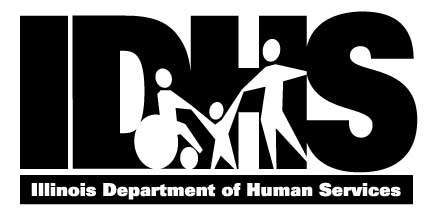 IDHS
Illinois Department of Human Services